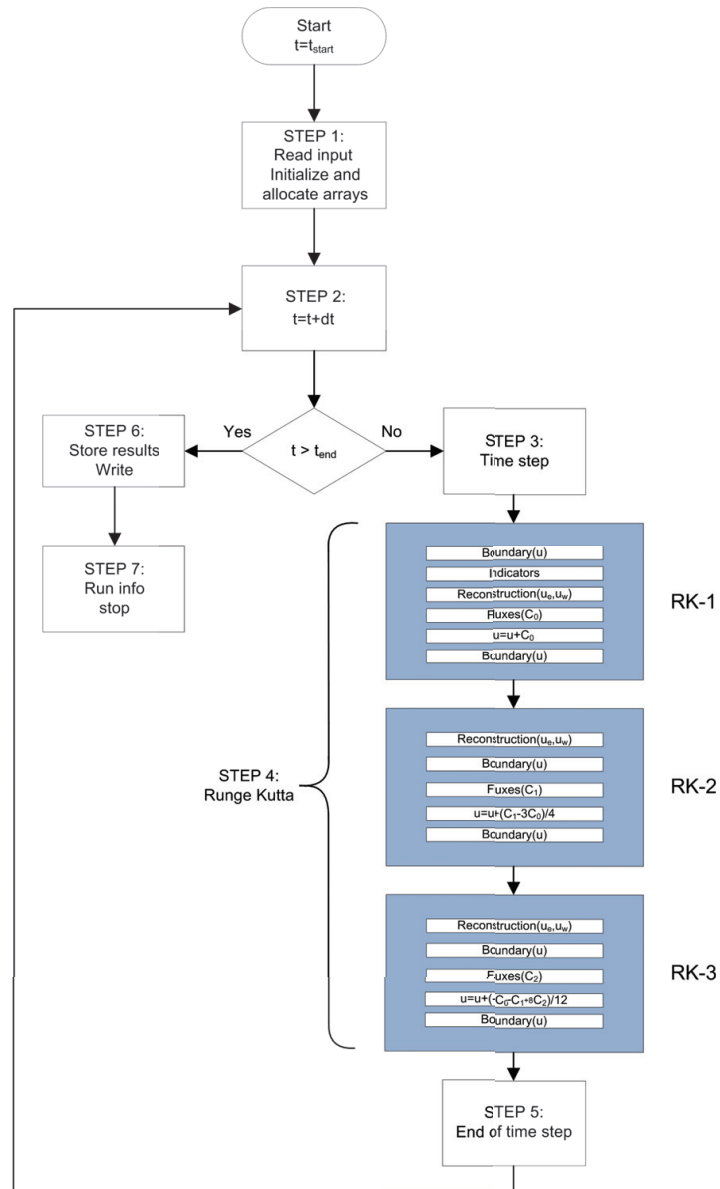 Start
t=t_start
STEP 1:
Read input
Initialize and
allocate arrays
STEP 2:
t=t+dt
t > t_end
Yes
No
STEP 6:
Store results
Write
STEP 7:
Run info
stop
STEP 3:
Time step
STEP 4:
Runge Kutta
Boundary(u)
Indicators
Reconstruction(u_e,u_w)
Fluxes(C_0)
u=u+C_0
Boundary(u)
RK-1
Reconstruction(u_e,u_w)
Boundary(u)
Fuxes(C_1)
u=u+(C_1-3C_0)/4
Boundary(u)
RK-2
Reconstruction(u_e,u_w)
Boundary(u)
Fuxes(C_2)
u=u+(-C_0-C_1+8C_2)/12
Boundary(u)
RK-3
STEP 5:
End of time step